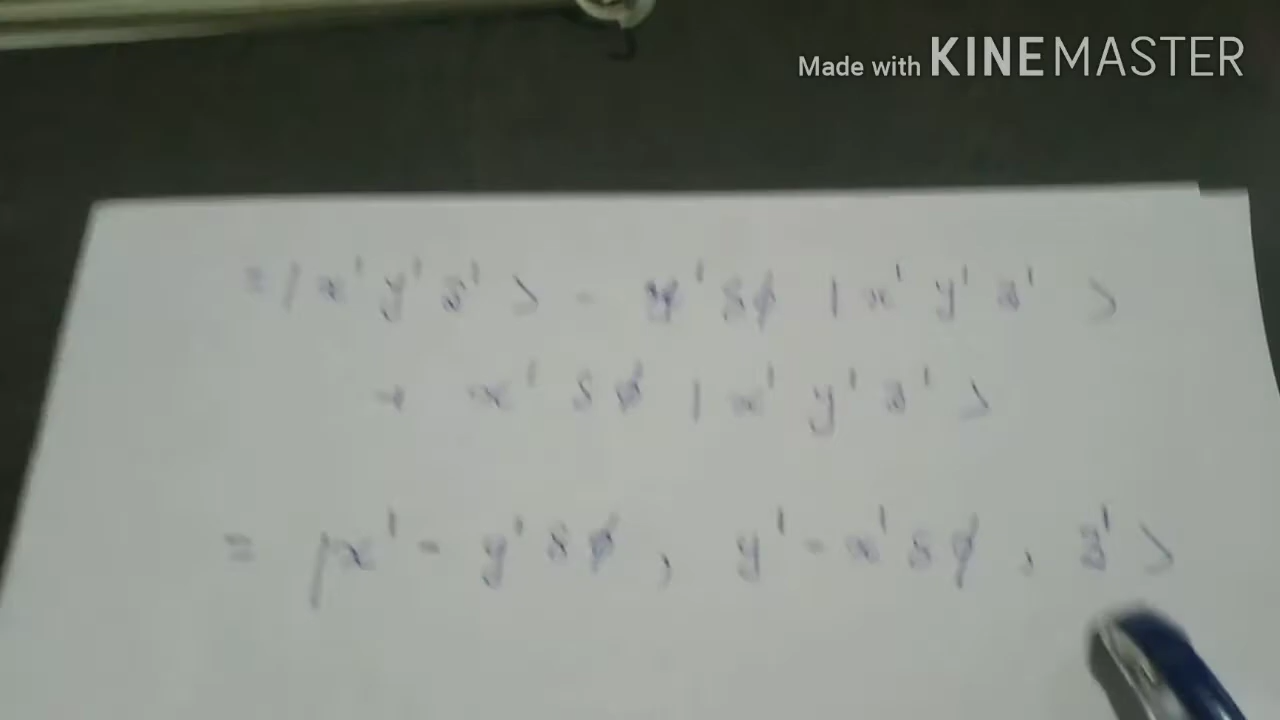 Made with KINEMASTER
= | x' y' z' > - y' δφ | x' y' z' >
+ x' δφ | x' y' z' >
= |x' - y' δφ , y' - x' δφ , z' >